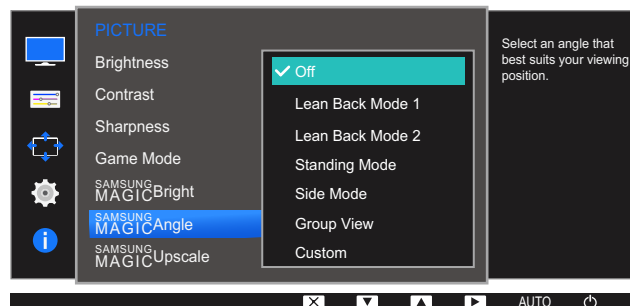 PICTURE
Brightness
Contrast
Sharpness
Game Mode
SAMSUNG
MAGICBright
SAMSUNG
MAGICAngle
SAMSUNG
MAGICUpscale
Off
Lean Back Mode 1
Lean Back Mode 2
Standing Mode
Side Mode
Group View
Custom
Select an angle that
best suits your viewing
position.
AUTO